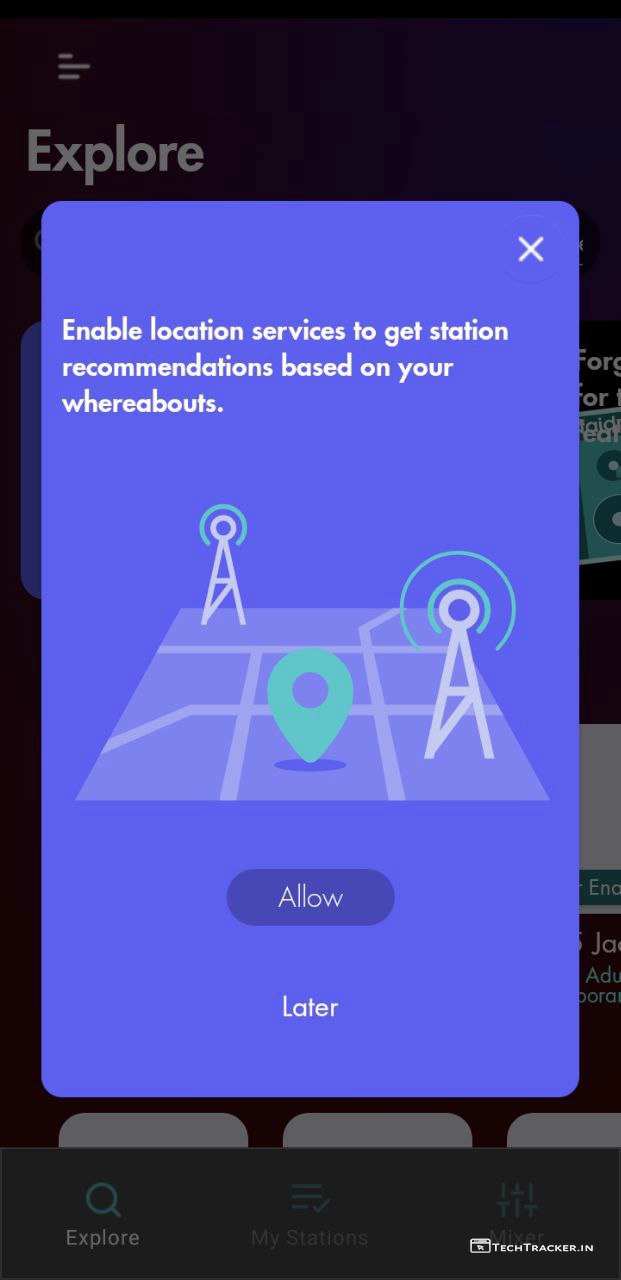 Explore
Enable location services to get station
recommendations based on your
whereabouts.
Allow
Later
Explore
My Stations
Mixer
TECHTRACKER.IN